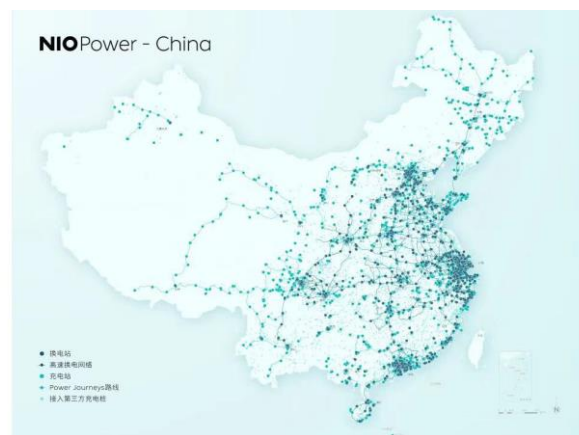 NIOPower - China
换电站
高速换电网络
充电站
Power Journeys路线
接入第三方充电桩
N